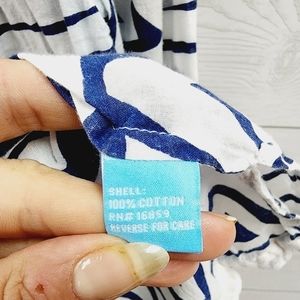 SHELL:
100% COTTON
RN# 16859
REVERSE FOR CARE